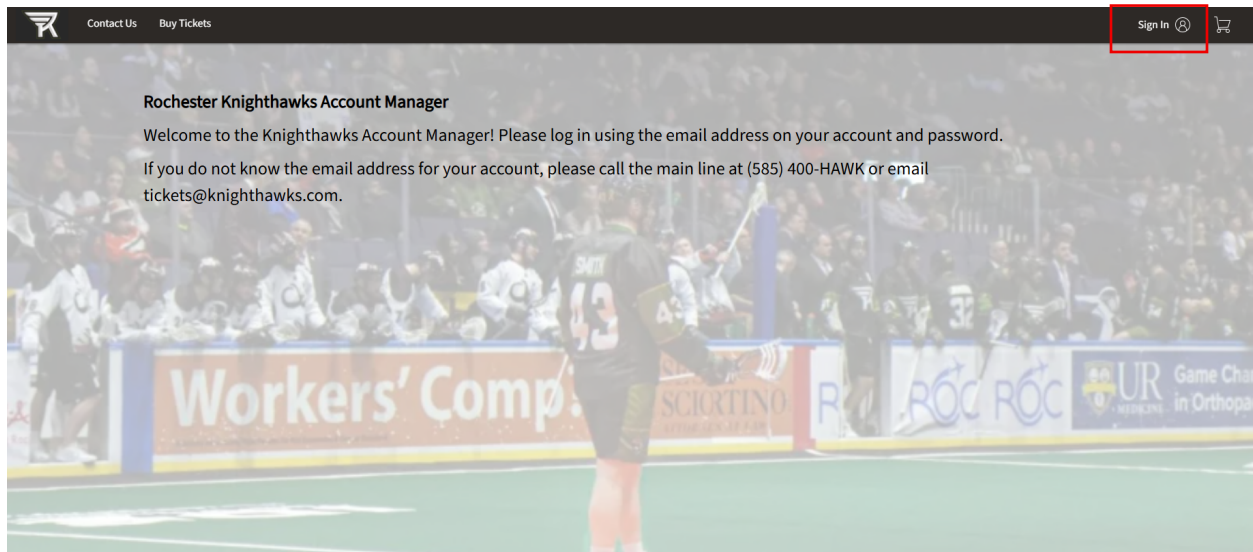 Contact Us Buy Tickets Sign In
Rochester Knighthawks Account Manager
Welcome to the Knighthawks Account Manager! Please log in using the email address on your account and password.
If you do not know the email address for your account, please call the main line at (585) 400-HAWK or email
tickets@knighthawks.com.
SMITH
43
43
32
Workers' Comp?
SCIORTINO
R
ROC ROC
UR
MEDICINE
Game Cha
in Orthopa